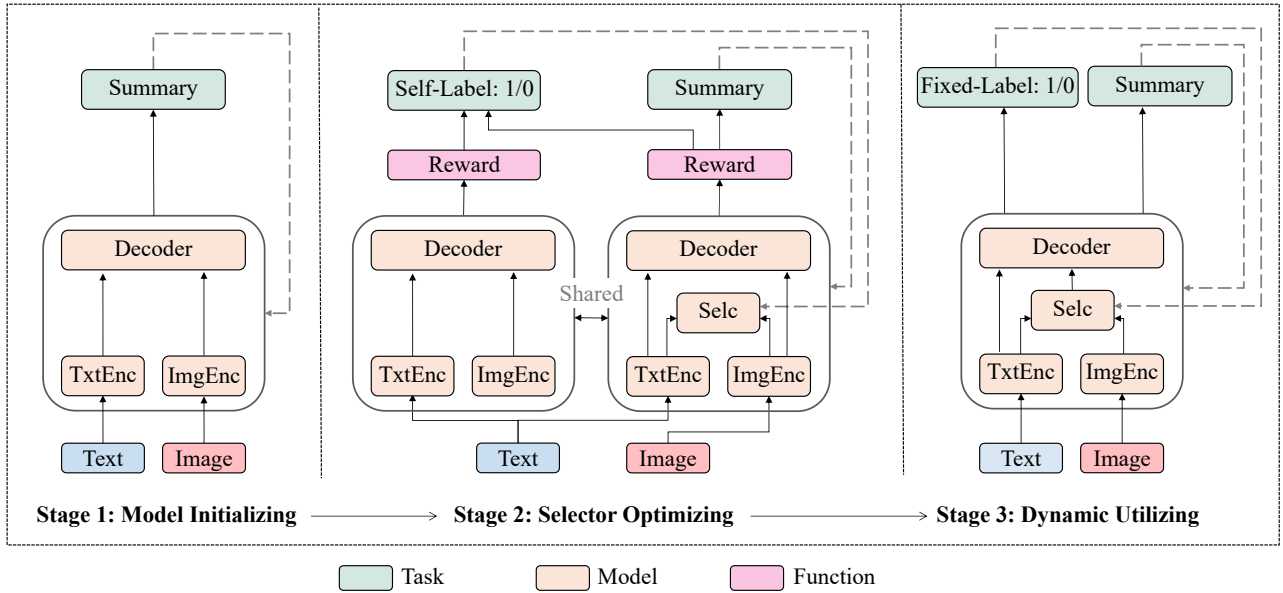 Summary
Decoder
TxtEnc
ImgEnc
Text
Image
Stage 1: Model Initializing
Self-Label: 1/0
Summary
Reward
Reward
Decoder
Decoder
Shared
Selc
TxtEnc
ImgEnc
TxtEnc
ImgEnc
Text
Image
Stage 2: Selector Optimizing
Fixed-Label: 1/0
Summary
Decoder
Selc
TxtEnc
ImgEnc
Text
Image
Stage 3: Dynamic Utilizing
Task
Model
Function